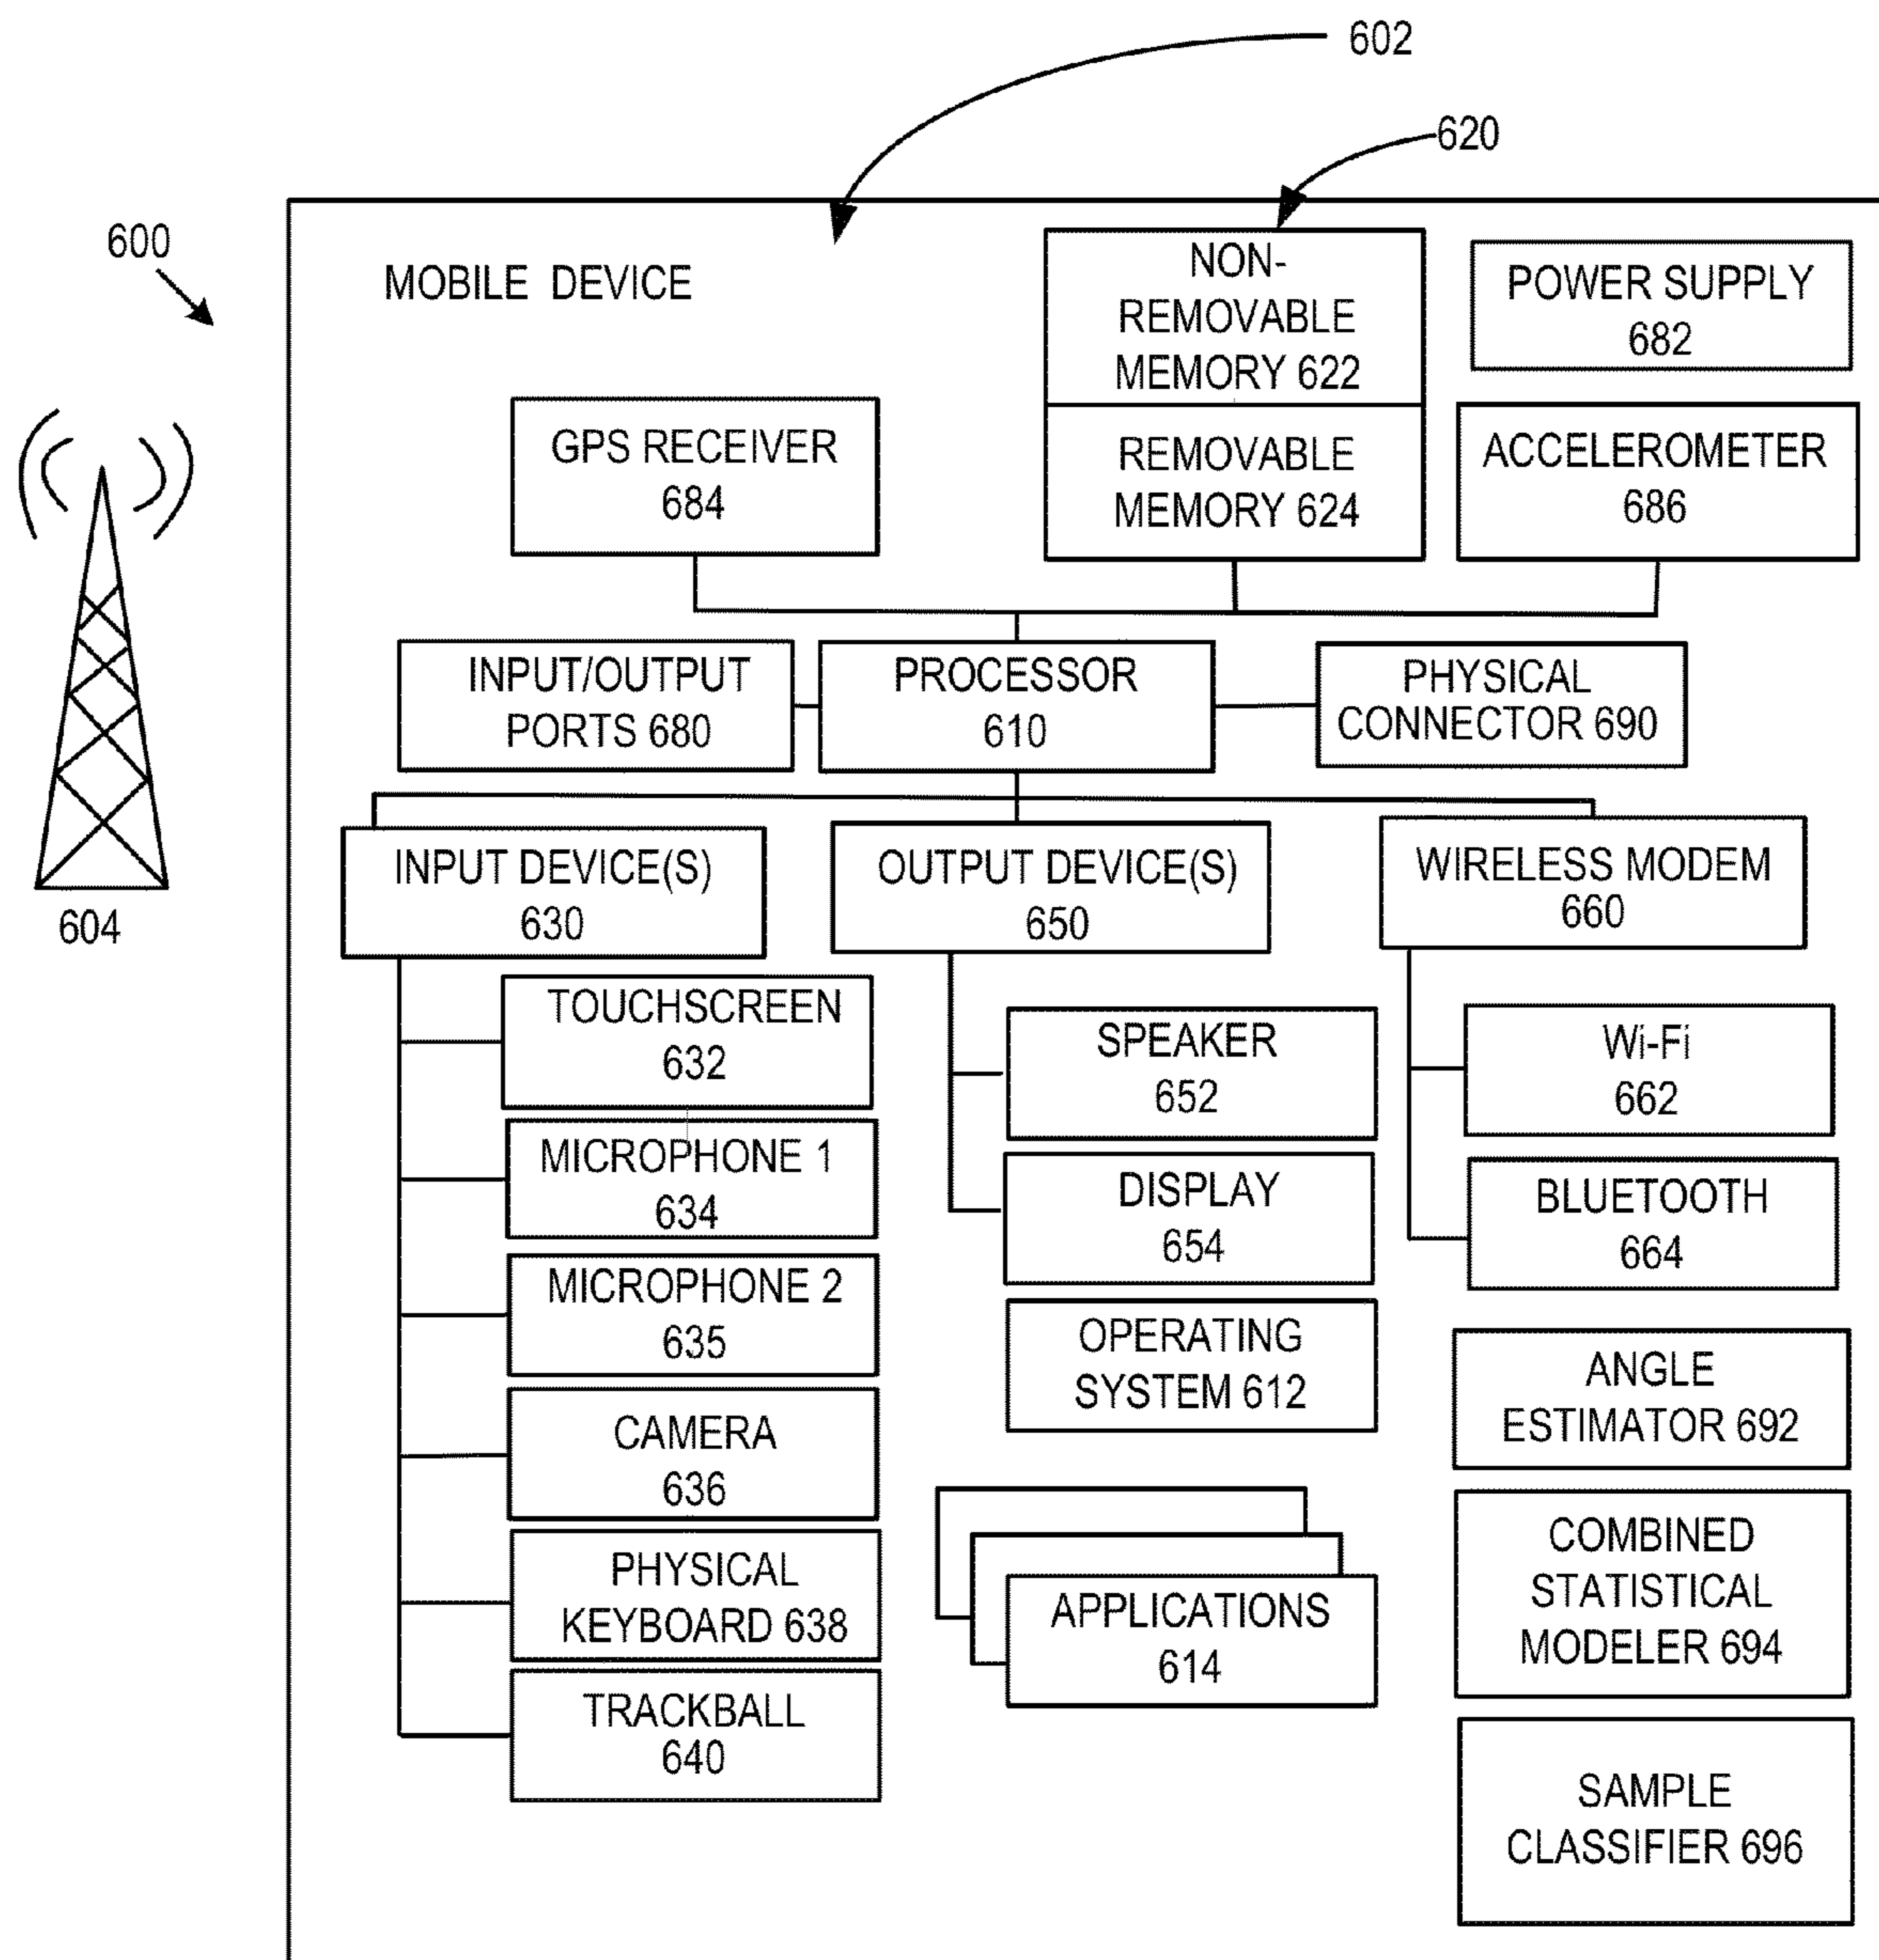 602
620
600
MOBILE DEVICE
NON-
REMOVABLE
MEMORY 622
POWER SUPPLY
682
GPS RECEIVER
684
REMOVABLE
MEMORY 624
ACCELEROMETER
686
INPUT/OUTPUT
PORTS 680
PROCESSOR
610
PHYSICAL
CONNECTOR 690
604
INPUT DEVICE(S)
630
OUTPUT DEVICE(S)
650
WIRELESS MODEM
660
TOUCHSCREEN
632
SPEAKER
652
Wi-Fi
662
MICROPHONE 1
634
DISPLAY
654
BLUETOOTH
664
MICROPHONE 2
635
OPERATING
SYSTEM 612
ANGLE
ESTIMATOR 692
CAMERA
636
PHYSICAL
KEYBOARD 638
APPLICATIONS
614
COMBINED
STATISTICAL
MODELER 694
TRACKBALL
640
SAMPLE
CLASSIFIER 696